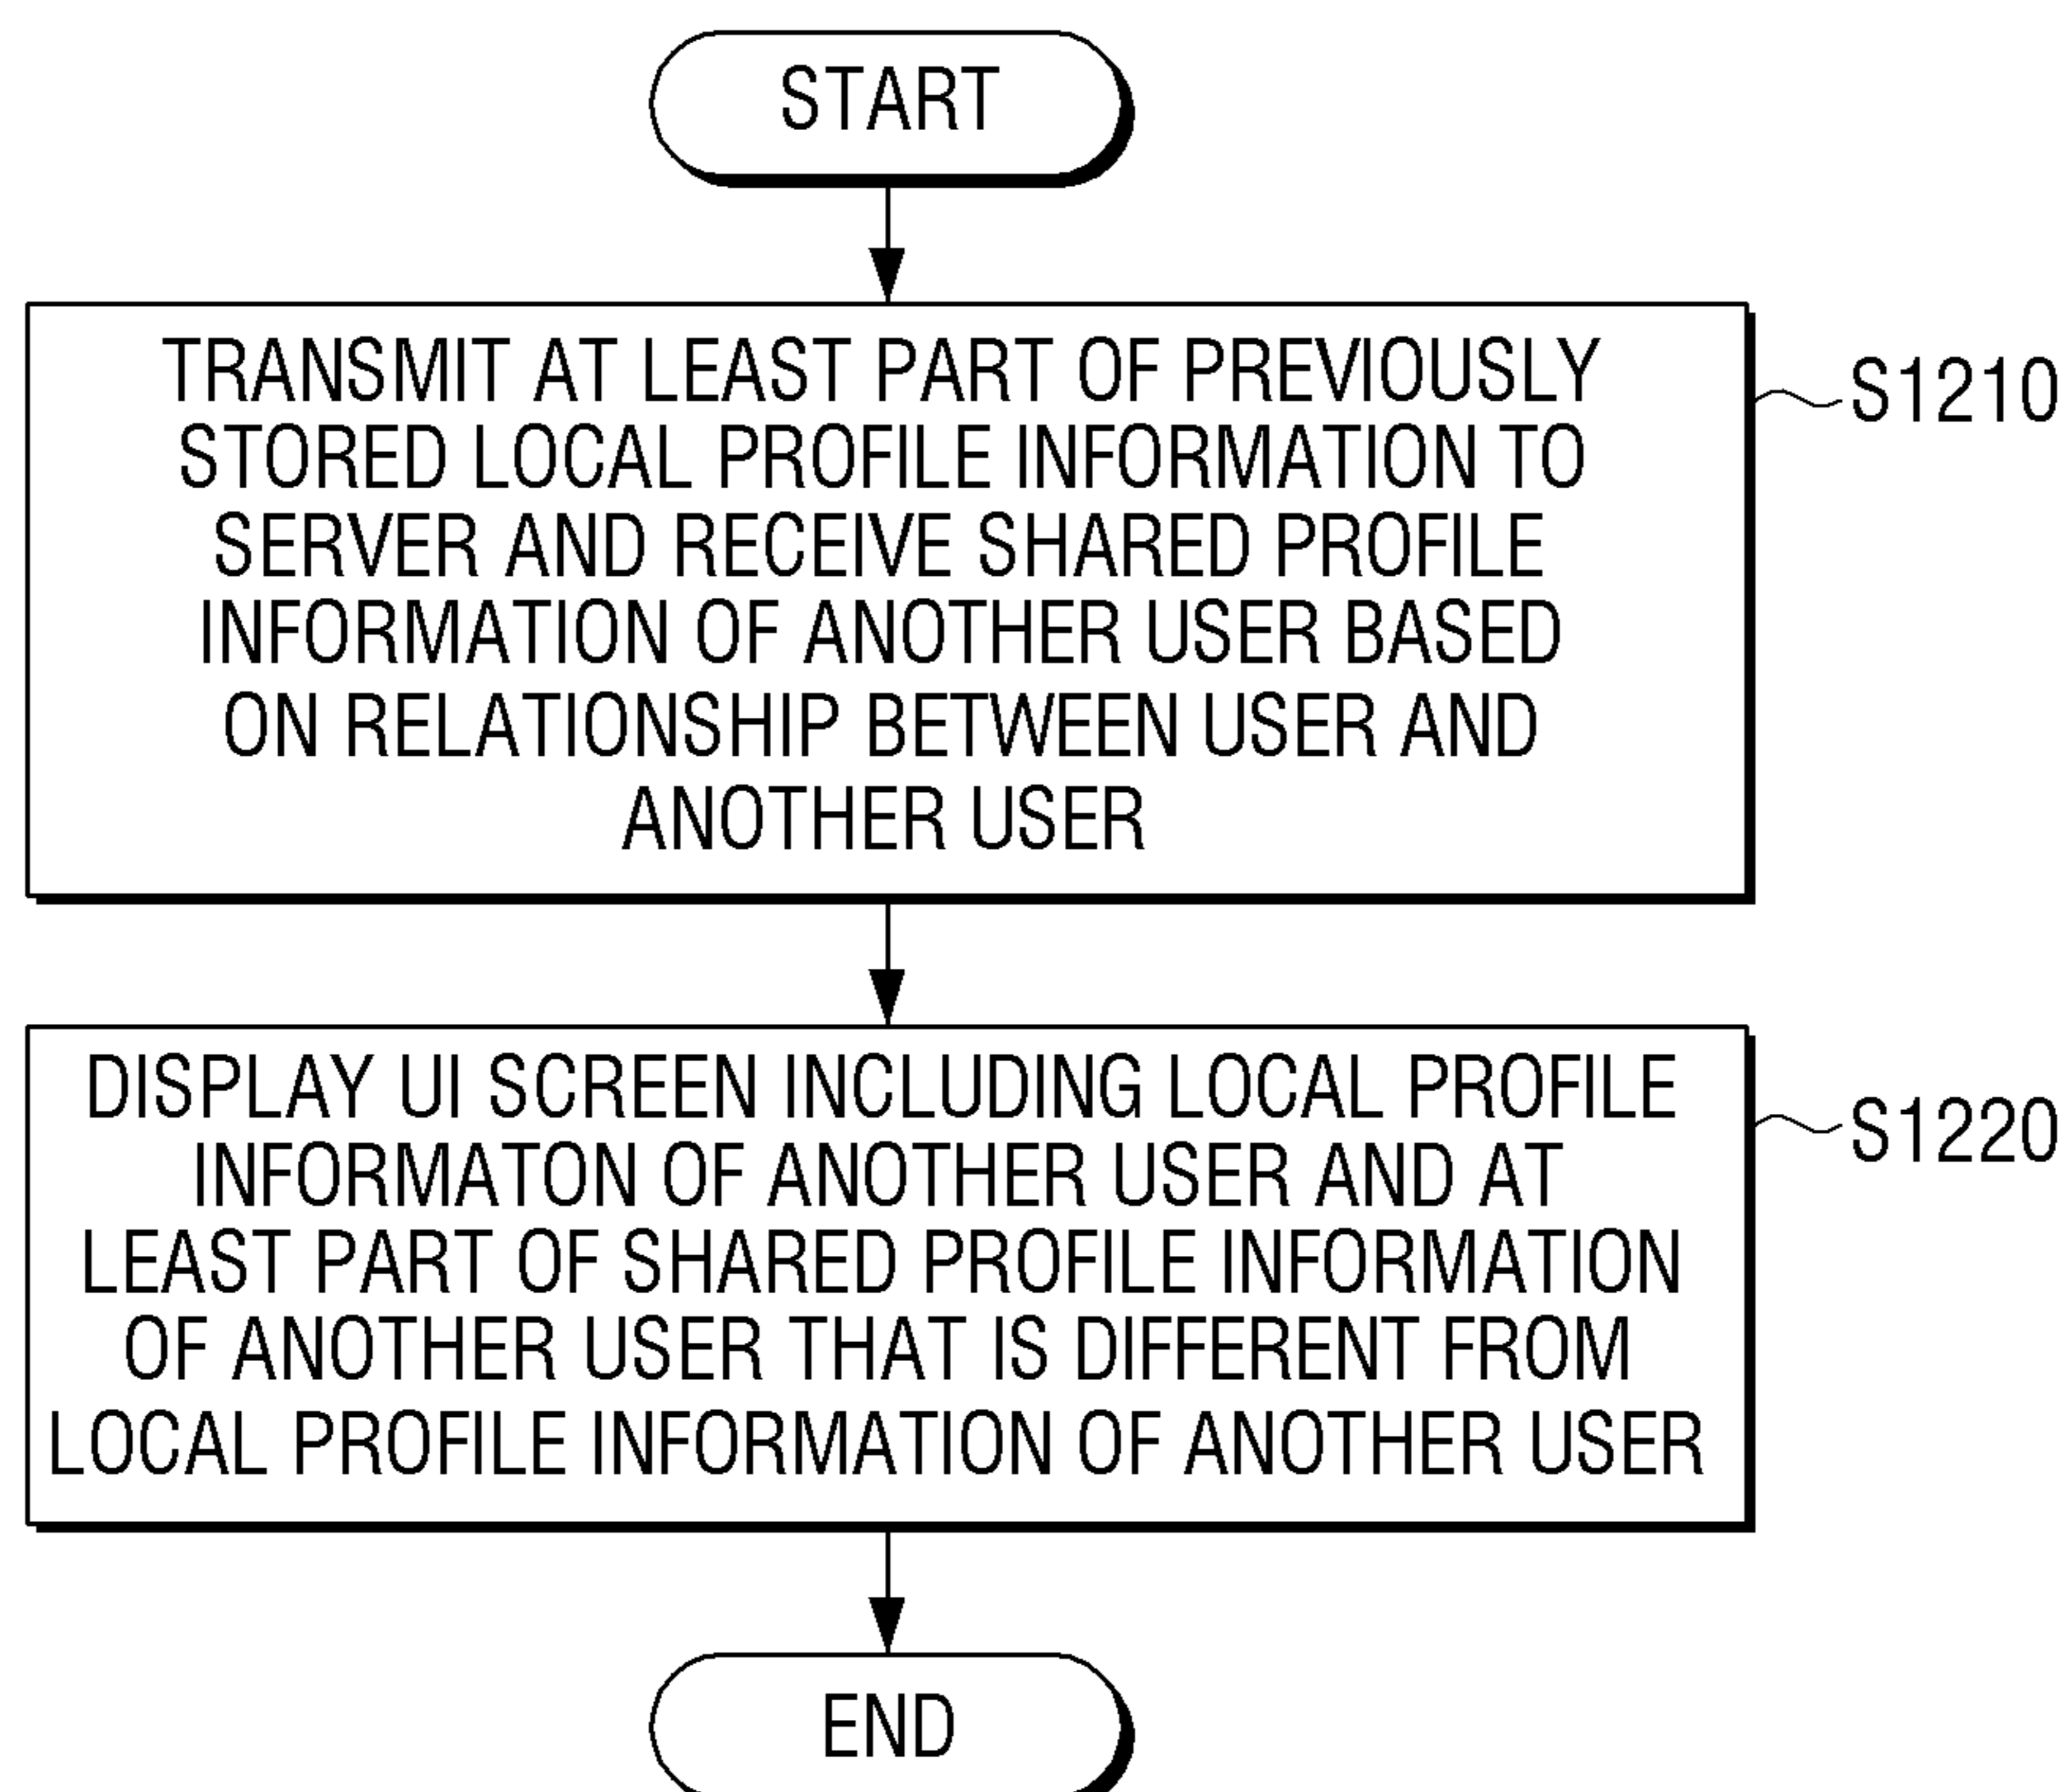 START
TRANSMIT AT LEAST PART OF PREVIOUSLY
STORED LOCAL PROFILE INFORMATION TO
SERVER AND RECEIVE SHARED PROFILE
INFORMATION OF ANOTHER USER BASED
ON RELATIONSHIP BETWEEN USER AND
ANOTHER USER
S1210
DISPLAY UI SCREEN INCLUDING LOCAL PROFILE
INFORMATON OF ANOTHER USER AND AT
LEAST PART OF SHARED PROFILE INFORMATION
OF ANOTHER USER THAT IS DIFFERENT FROM
LOCAL PROFILE INFORMATION OF ANOTHER USER
S1220
END